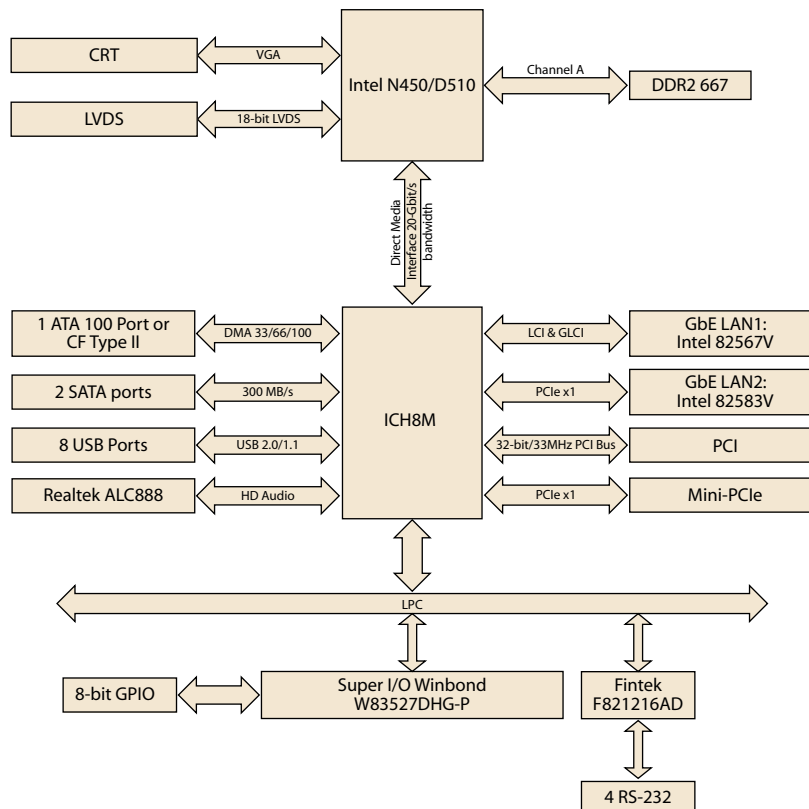 CRT
VGA
Intel N450/D510
Channel A
DDR2 667
LVDS
18-bit LVDS
Direct Media
Interface 20-Gbit/s
bandwidth
1 ATA 100 Port or
CF Type II
DMA 33/66/100
ICH8M
LCI & GLCI
GbE LAN1:
Intel 82567V
2 SATA ports
300 MB/s
PCIe x1
GbE LAN2:
Intel 82583V
8 USB Ports
USB 2.0/1.1
32-bit/33MHz PCI Bus
PCI
Realtek ALC888
HD Audio
PCIe x1
Mini-PCIe
LPC
8-bit GPIO
Super I/O Winbond
W83527DHG-P
Fintek
F821216AD
4 RS-232